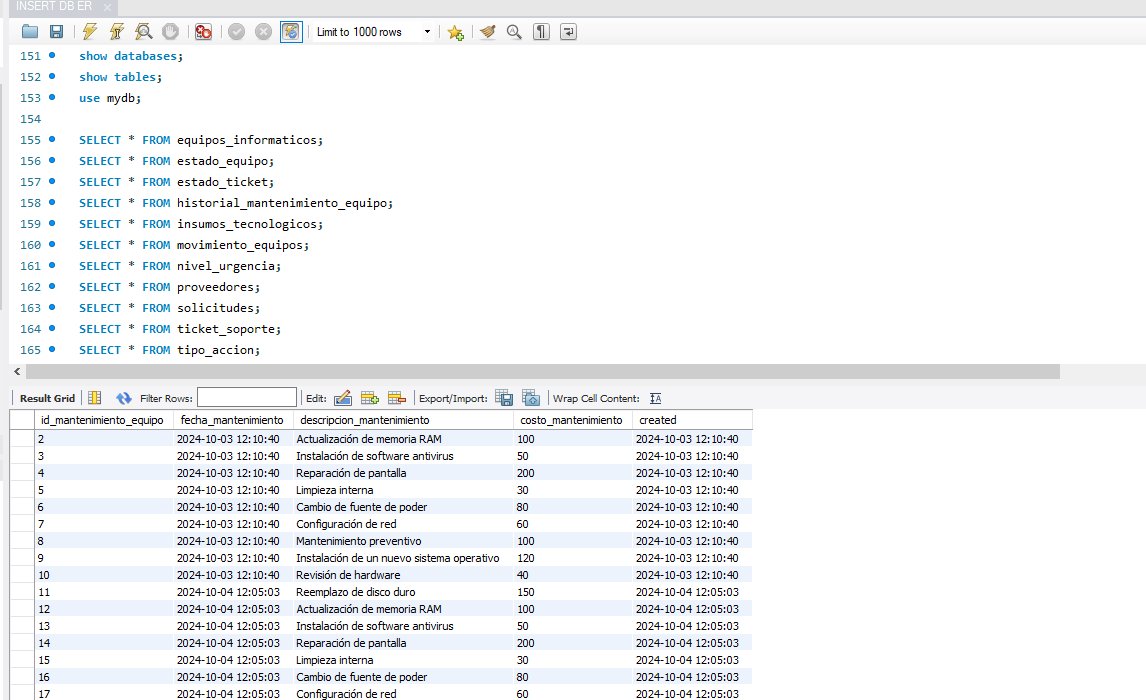 INSERT DB ER
Limit to 1000 rows
151 show databases;
152 show tables;
153 use mydb;
154
155 SELECT * FROM equipos_informaticos;
156 SELECT * FROM estado_equipo;
157 SELECT * FROM estado_ticket;
158 SELECT * FROM historial_mantenimiento_equipo;
159 SELECT * FROM insumos_tecnologicos;
160 SELECT * FROM movimiento_equipos;
161 SELECT * FROM nivel_urgencia;
162 SELECT * FROM proveedores;
163 SELECT * FROM solicitudes;
164 SELECT * FROM ticket_soporte;
165 SELECT * FROM tipo_accion;
Result Grid Filter Rows: Edit: Export/Import: Wrap Cell Content:
id_mantenimiento_equipo fecha_mantenimiento descripcion_mantenimiento costo_mantenimiento created
2 2024-10-03 12:10:40 Actualización de memoria RAM 100 2024-10-03 12:10:40
3 2024-10-03 12:10:40 Instalación de software antivirus 50 2024-10-03 12:10:40
4 2024-10-03 12:10:40 Reparación de pantalla 200 2024-10-03 12:10:40
5 2024-10-03 12:10:40 Limpieza interna 30 2024-10-03 12:10:40
6 2024-10-03 12:10:40 Cambio de fuente de poder 80 2024-10-03 12:10:40
7 2024-10-03 12:10:40 Configuración de red 60 2024-10-03 12:10:40
8 2024-10-03 12:10:40 Mantenimiento preventivo 100 2024-10-03 12:10:40
9 2024-10-03 12:10:40 Instalación de un nuevo sistema operativo 120 2024-10-03 12:10:40
10 2024-10-03 12:10:40 Revisión de hardware 40 2024-10-03 12:10:40
11 2024-10-04 12:05:03 Reemplazo de disco duro 150 2024-10-04 12:05:03
12 2024-10-04 12:05:03 Actualización de memoria RAM 100 2024-10-04 12:05:03
13 2024-10-04 12:05:03 Instalación de software antivirus 50 2024-10-04 12:05:03
14 2024-10-04 12:05:03 Reparación de pantalla 200 2024-10-04 12:05:03
15 2024-10-04 12:05:03 Limpieza interna 30 2024-10-04 12:05:03
16 2024-10-04 12:05:03 Cambio de fuente de poder 80 2024-10-04 12:05:03
17 2024-10-04 12:05:03 Configuración de red 60 2024-10-04 12:05:03